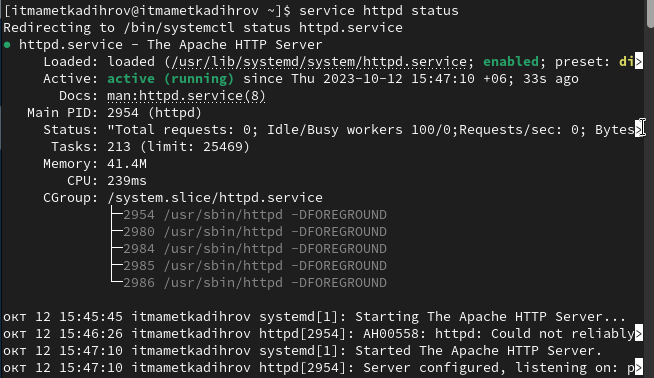 [itmametkadihrov@itmametkadihrov ~]$ service httpd status
Redirecting to /bin/systemctl status httpd.service
● httpd.service - The Apache HTTP Server
Loaded: loaded (/usr/lib/systemd/system/httpd.service; enabled; preset: di>
Active: active (running) since Thu 2023-10-12 15:47:10 +06; 33s ago
Docs: man:httpd.service(8)
Main PID: 2954 (httpd)
Status: "Total requests: 0; Idle/Busy workers 100/0;Requests/sec: 0; Bytes>
Tasks: 213 (limit: 25469)
Memory: 41.4M
CPU: 239ms
CGroup: /system.slice/httpd.service
├─2954 /usr/sbin/httpd -DFOREGROUND
├─2980 /usr/sbin/httpd -DFOREGROUND
├─2984 /usr/sbin/httpd -DFOREGROUND
├─2985 /usr/sbin/httpd -DFOREGROUND
└─2986 /usr/sbin/httpd -DFOREGROUND
окт 12 15:45:45 itmametkadihrov systemd[1]: Starting The Apache HTTP Server...
окт 12 15:46:26 itmametkadihrov httpd[2954]: AH00558: httpd: Could not reliably>
окт 12 15:47:10 itmametkadihrov systemd[1]: Started The Apache HTTP Server.
окт 12 15:47:10 itmametkadihrov httpd[2954]: Server configured, listening on: p>